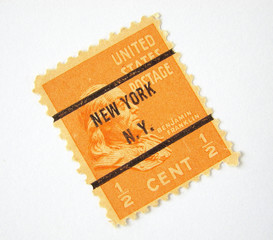 UNITED
STATES
POSTAGE
NEW YORK
N.Y.
BENJAMIN
FRANKLIN
1/2 CENT 1/2